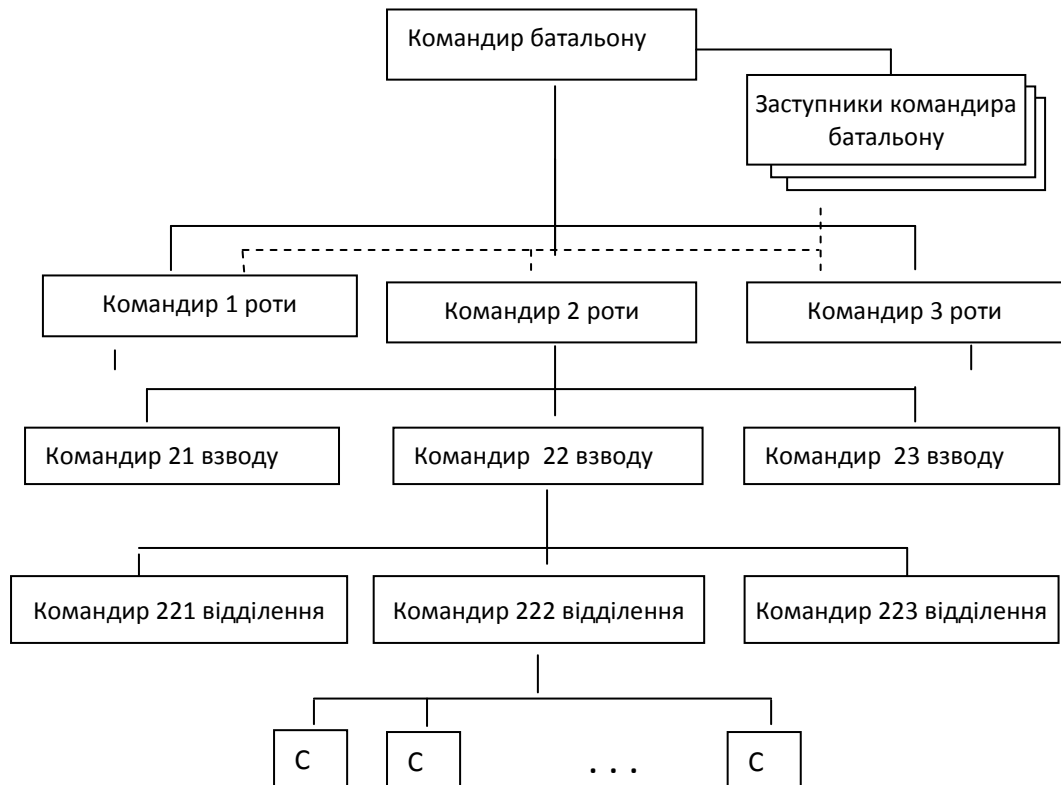 Командир батальону
Заступники командира
батальону
Командир 1 роти
Командир 2 роти
Командир 3 роти
Командир 21 взводу
Командир 22 взводу
Командир 23 взводу
Командир 221 відділення
Командир 222 відділення
Командир 223 відділення
С
С
. . .
С